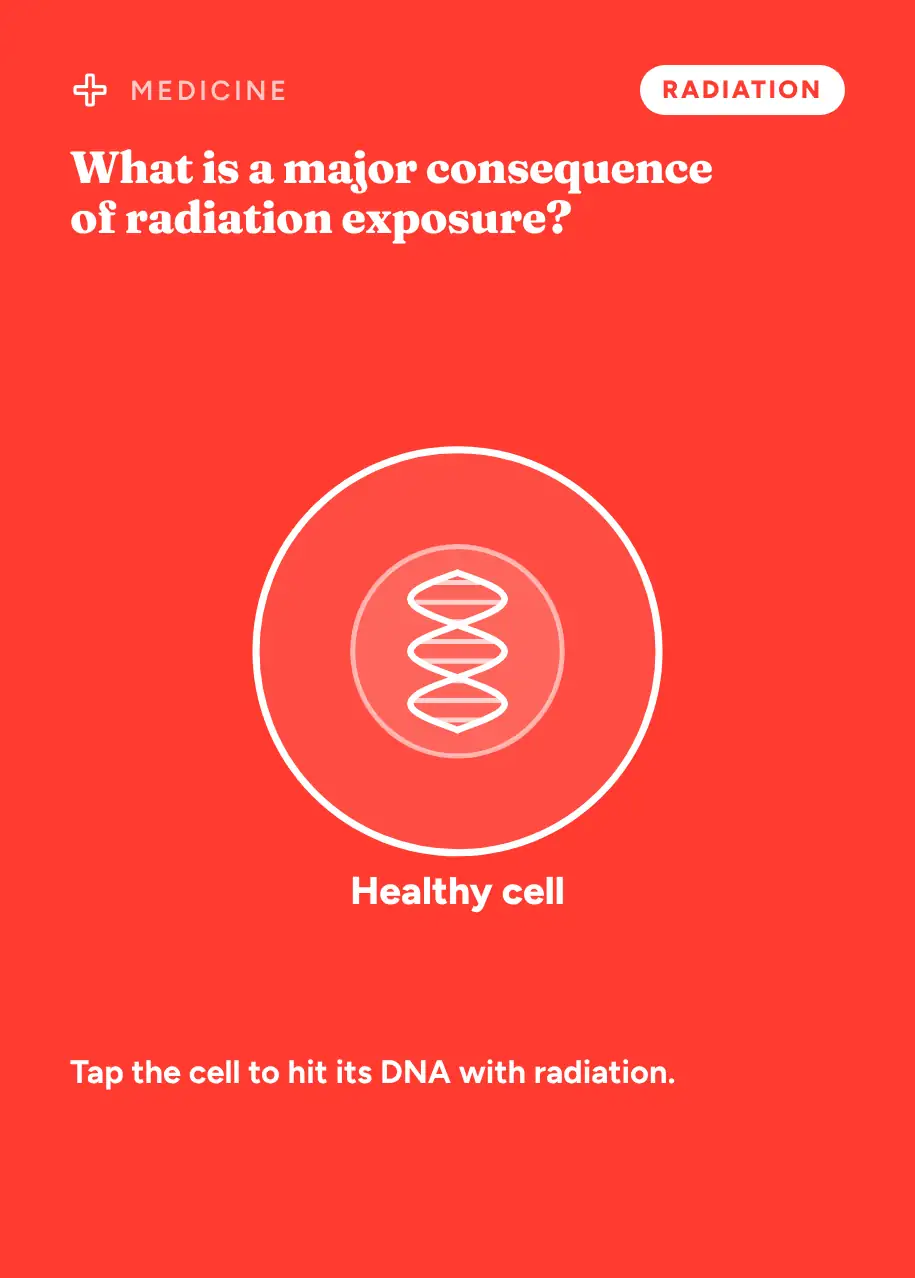 MEDICINE
RADIATION
What is a major consequence
of radiation exposure?
Healthy cell
Tap the cell to hit its DNA with radiation.